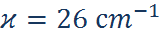 ϰ = 26 cm⁻¹